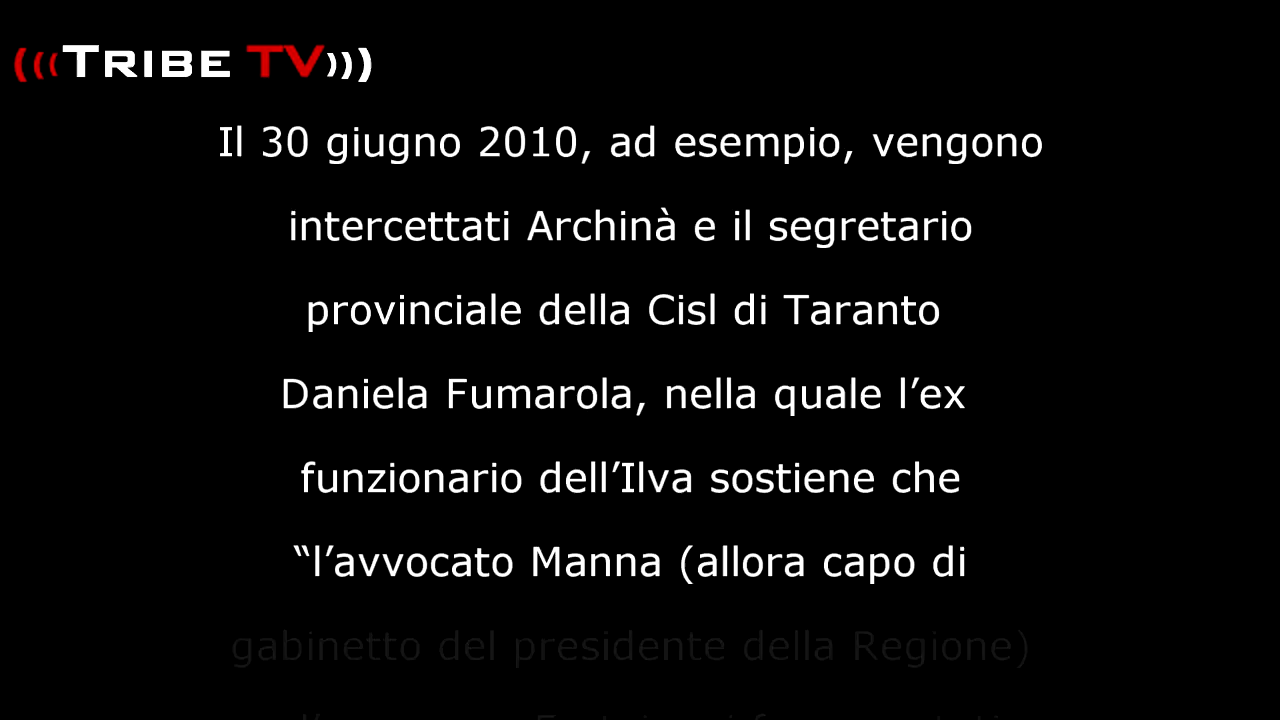 (((TRIBE TV)))
Il 30 giugno 2010, ad esempio, vengono
intercettati Archinà e il segretario
provinciale della Cisl di Taranto
Daniela Fumarola, nella quale l’ex
funzionario dell’Ilva sostiene che
“l’avvocato Manna (allora capo di
gabinetto del presidente della Regione)